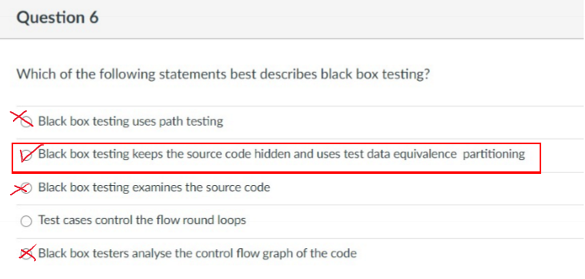 Question 6
Which of the following statements best describes black box testing?
Black box testing uses path testing
Black box testing keeps the source code hidden and uses test data equivalence partitioning
Black box testing examines the source code
Test cases control the flow round loops
Black box testers analyse the control flow graph of the code